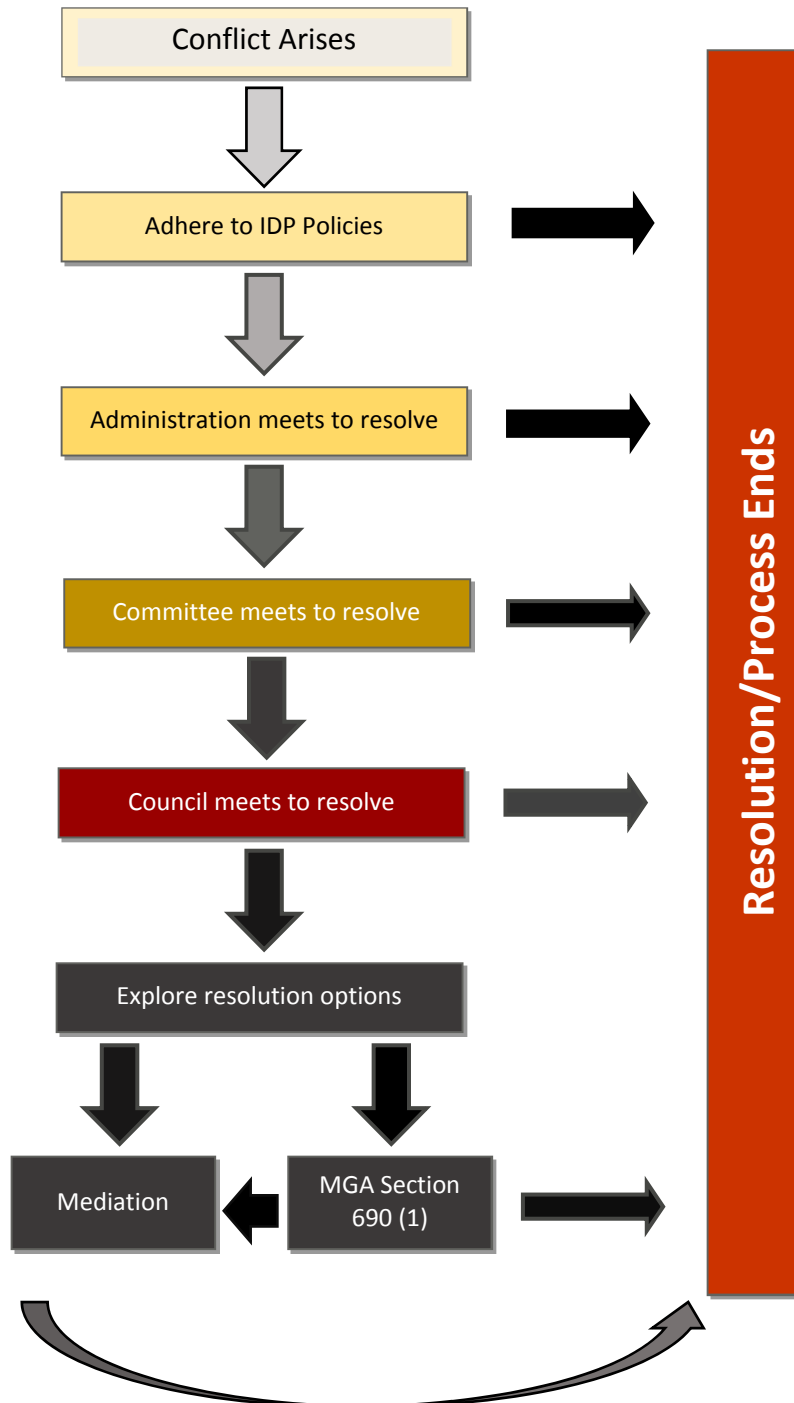 Conflict Arises
Adhere to IDP Policies
Administration meets to resolve
Committee meets to resolve
Council meets to resolve
Explore resolution options
Mediation
MGA Section
690 (1)
Resolution/Process Ends